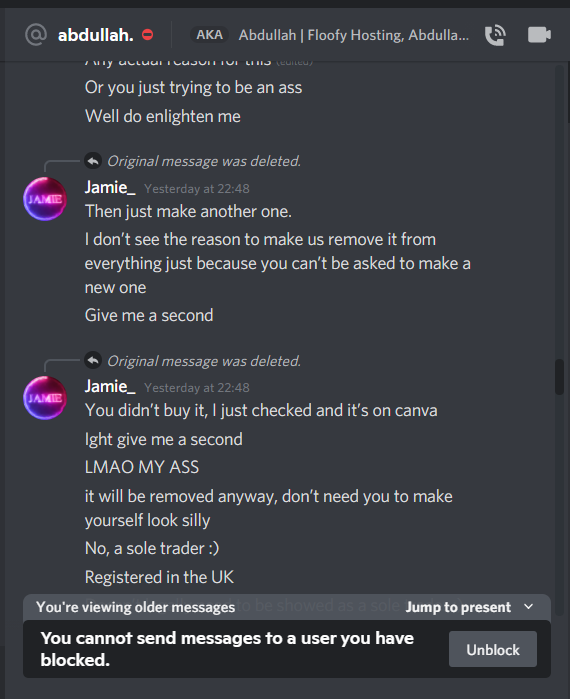 @ abdullah. AKA Abdullah | Floofy Hosting, Abdulla...
Any actual reason for this (edited)
Or you just trying to be an ass
Well do enlighten me
Original message was deleted.
JAMIE
Jamie_ Yesterday at 22:48
Then just make another one.
I don't see the reason to make us remove it from
everything just because you can't be asked to make a
new one
Give me a second
Original message was deleted.
JAMIE
Jamie_ Yesterday at 22:48
You didn't buy it, I just checked and it's on canva
Ight give me a second
LMAO MY ASS
it will be removed anyway, don't need you to make
yourself look silly
No, a sole trader :)
Registered in the UK
to be showed as a sole
You're viewing older messages Jump to present
You cannot send messages to a user you have
blocked.
Unblock